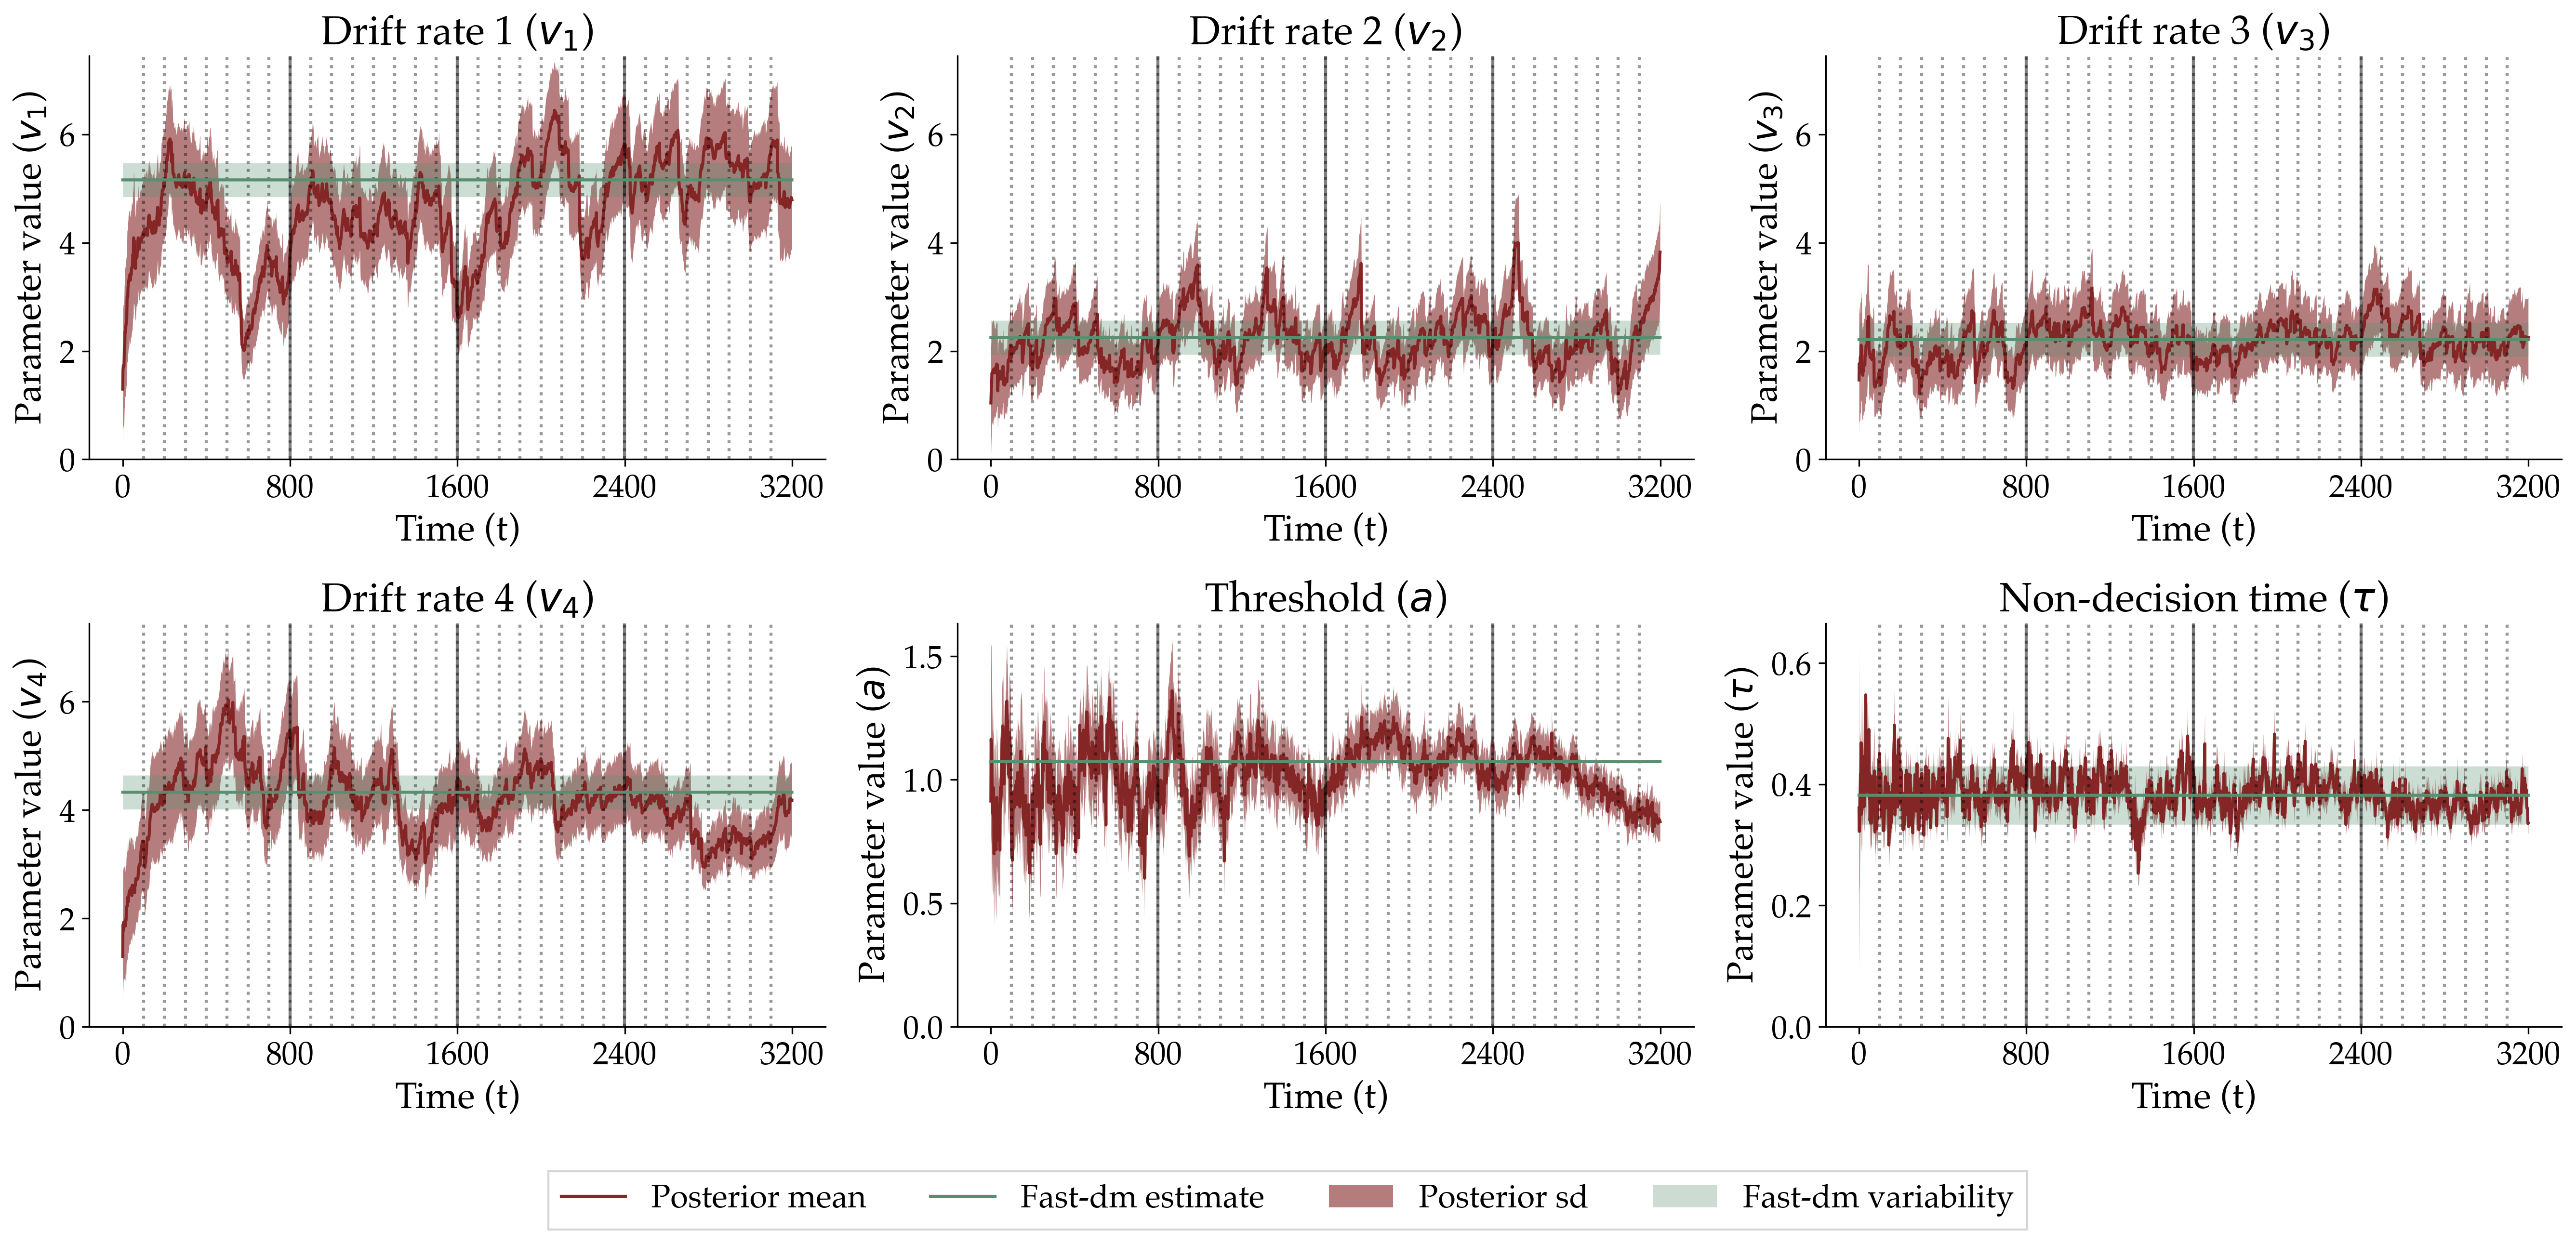 Drift rate 1 (v₁)
Parameter value (v₁)
6
4
2
0
0 800 1600 2400 3200
Time (t)
Drift rate 2 (v₂)
Parameter value (v₂)
6
4
2
0
0 800 1600 2400 3200
Time (t)
Drift rate 3 (v₃)
Parameter value (v₃)
6
4
2
0
0 800 1600 2400 3200
Time (t)
Drift rate 4 (v₄)
Parameter value (v₄)
6
4
2
0
0 800 1600 2400 3200
Time (t)
Threshold (a)
Parameter value (a)
1.5
1.0
0.5
0.0
0 800 1600 2400 3200
Time (t)
Non-decision time (τ)
Parameter value (τ)
0.6
0.4
0.2
0.0
0 800 1600 2400 3200
Time (t)
Posterior mean
Fast-dm estimate
Posterior sd
Fast-dm variability